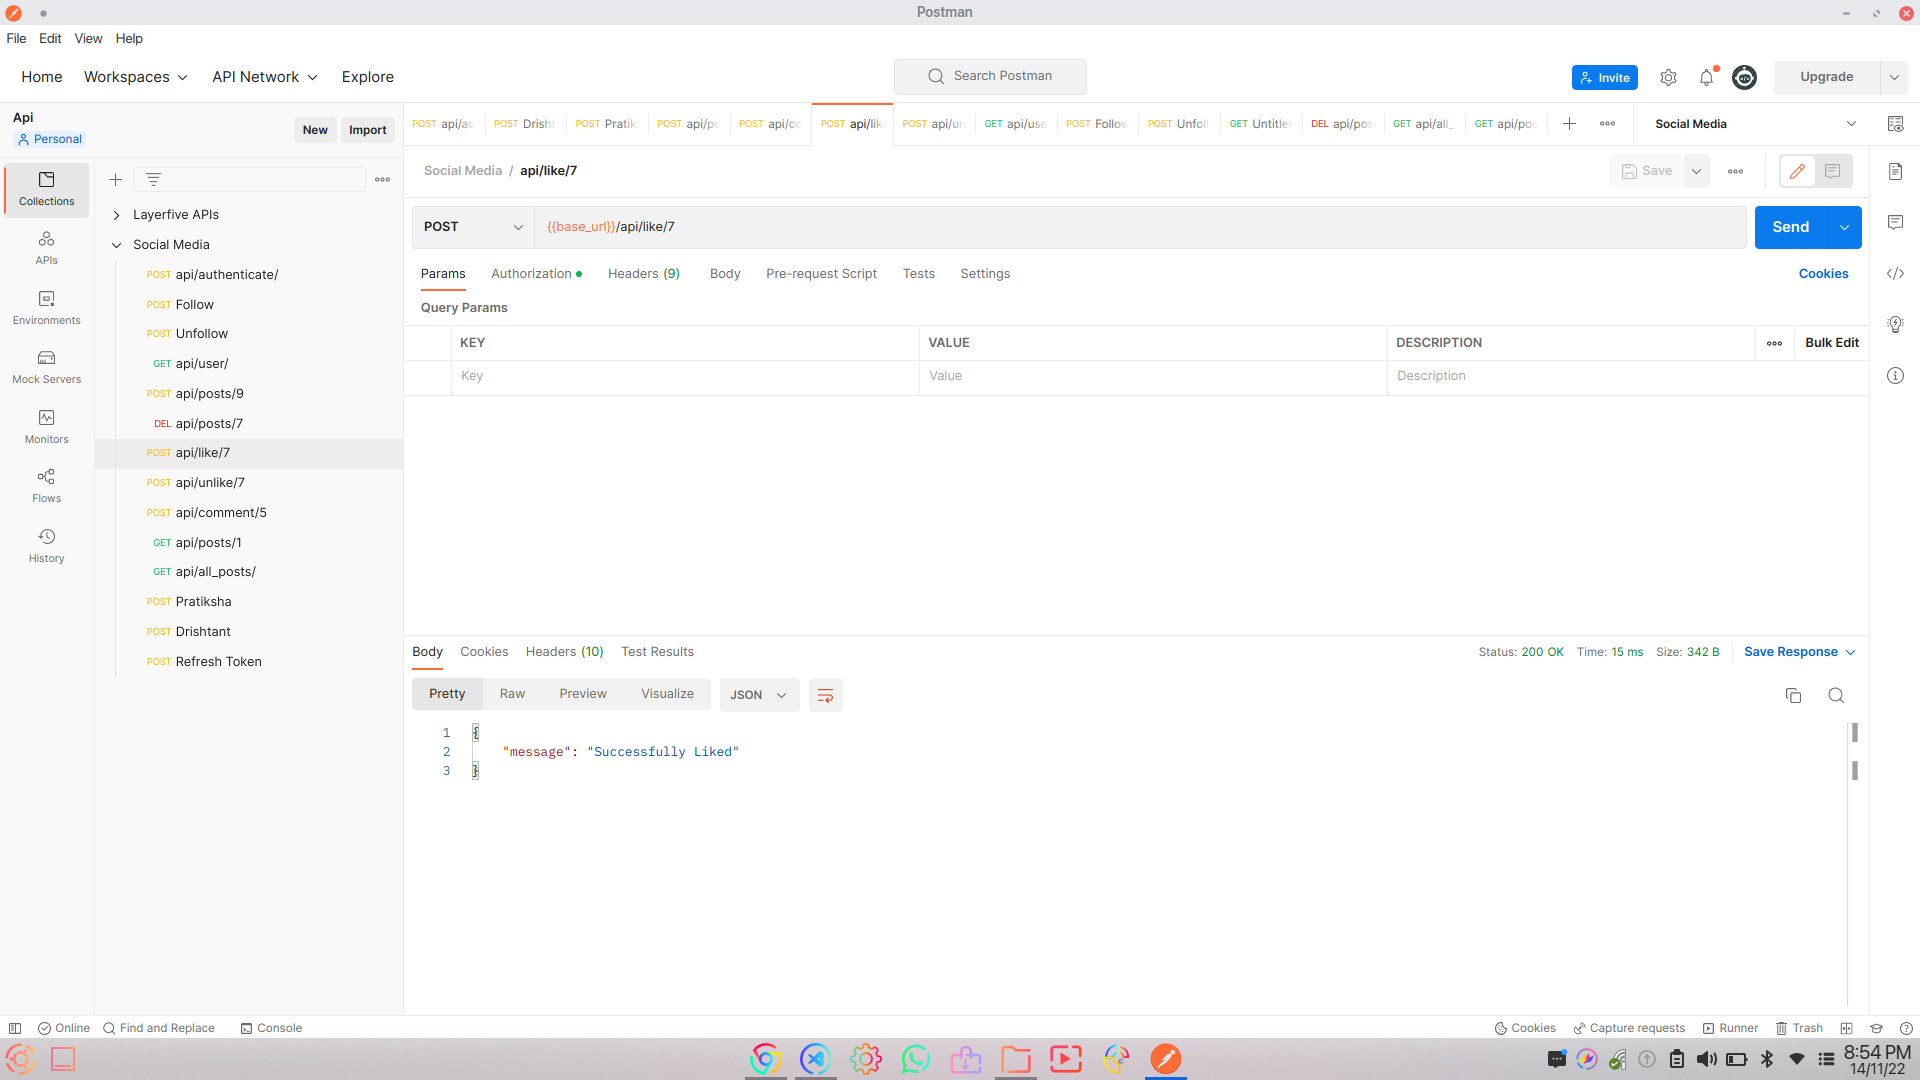 Postman
File Edit View Help
Home Workspaces API Network Explore
Search Postman
Invite
Upgrade
Api
Personal
New Import
Collections
APIs
Environments
Mock Servers
Monitors
Flows
History
Layerfive APIs
Social Media
POST api/authenticate/
POST Follow
POST Unfollow
GET api/user/
POST api/posts/9
DEL api/posts/7
POST api/like/7
POST api/unlike/7
POST api/comment/5
GET api/posts/1
GET api/all_posts/
POST Pratiksha
POST Drishtant
POST Refresh Token
POST api/au POST Drisht POST Pratik POST api/po POST api/co POST api/lik POST api/un GET api/use POST Follow POST Unfoll GET Untitle DEL api/pos GET api/all_ GET api/pos
Social Media
Social Media / api/like/7
Save
POST {{base_url}}/api/like/7
Send
Params Authorization Headers (9) Body Pre-request Script Tests Settings
Cookies
Query Params
KEY VALUE DESCRIPTION
Bulk Edit
Key Value Description
Body Cookies Headers (10) Test Results
Status: 200 OK Time: 15 ms Size: 342 B Save Response
Pretty Raw Preview Visualize JSON
1 {
2 "message": "Successfully Liked"
3 }
Online Find and Replace Console
Cookies Capture requests Runner Trash
8:54 PM
14/11/22